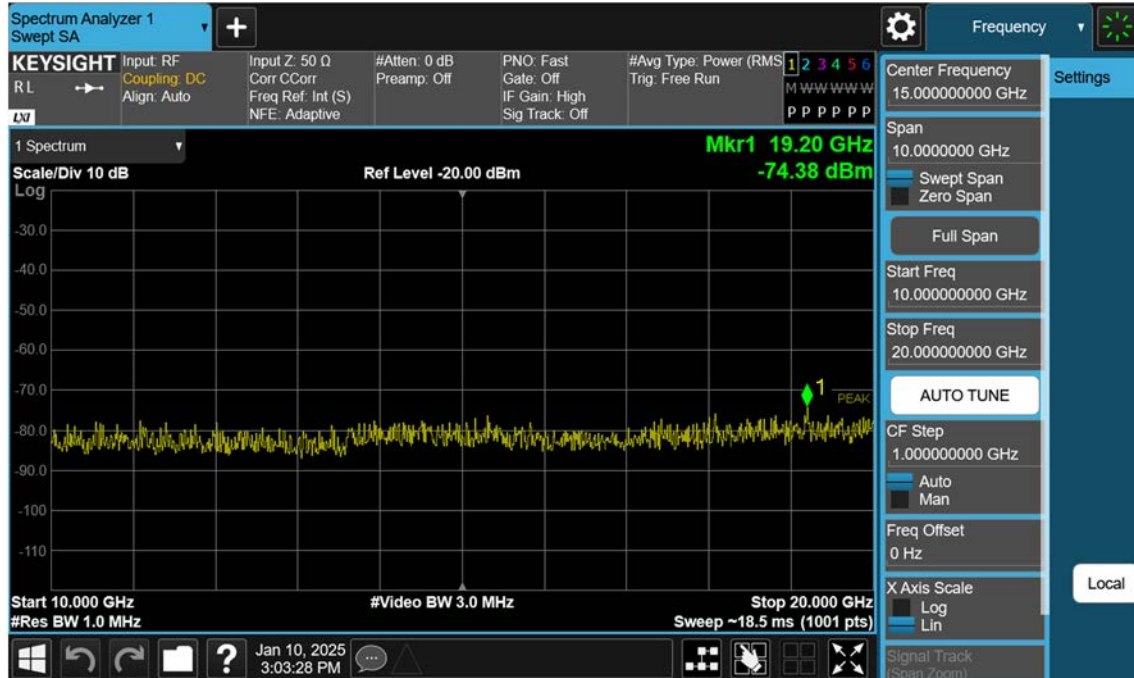 Spectrum Analyzer 1
Swept SA
Frequency
KEYSIGHT
RL
LXI
Input: RF
Coupling: DC
Align: Auto
Input Z: 50 Ω
Corr CCorr
Freq Ref: Int (S)
NFE: Adaptive
#Atten: 0 dB
Preamp: Off
PNO: Fast
Gate: Off
IF Gain: High
Sig Track: Off
#Avg Type: Power (RMS
Trig: Free Run
1 2 3 4 5 6
M W W W W W
P P P P P P
1 Spectrum
Mkr1 19.20 GHz
-74.38 dBm
Scale/Div 10 dB
Ref Level -20.00 dBm
Log
-30.0
-40.0
-50.0
-60.0
-70.0
-80.0
-90.0
-100
-110
1
PEAK
Start 10.000 GHz
#Video BW 3.0 MHz
Stop 20.000 GHz
#Res BW 1.0 MHz
Sweep ~18.5 ms (1001 pts)
Jan 10, 2025
3:03:28 PM
?
Center Frequency
15.000000000 GHz
Settings
Span
10.0000000 GHz
Swept Span
Zero Span
Full Span
Start Freq
10.000000000 GHz
Stop Freq
20.000000000 GHz
AUTO TUNE
CF Step
1.000000000 GHz
Auto
Man
Freq Offset
0 Hz
X Axis Scale
Log
Lin
Local
Signal Track
(Span Zoom)